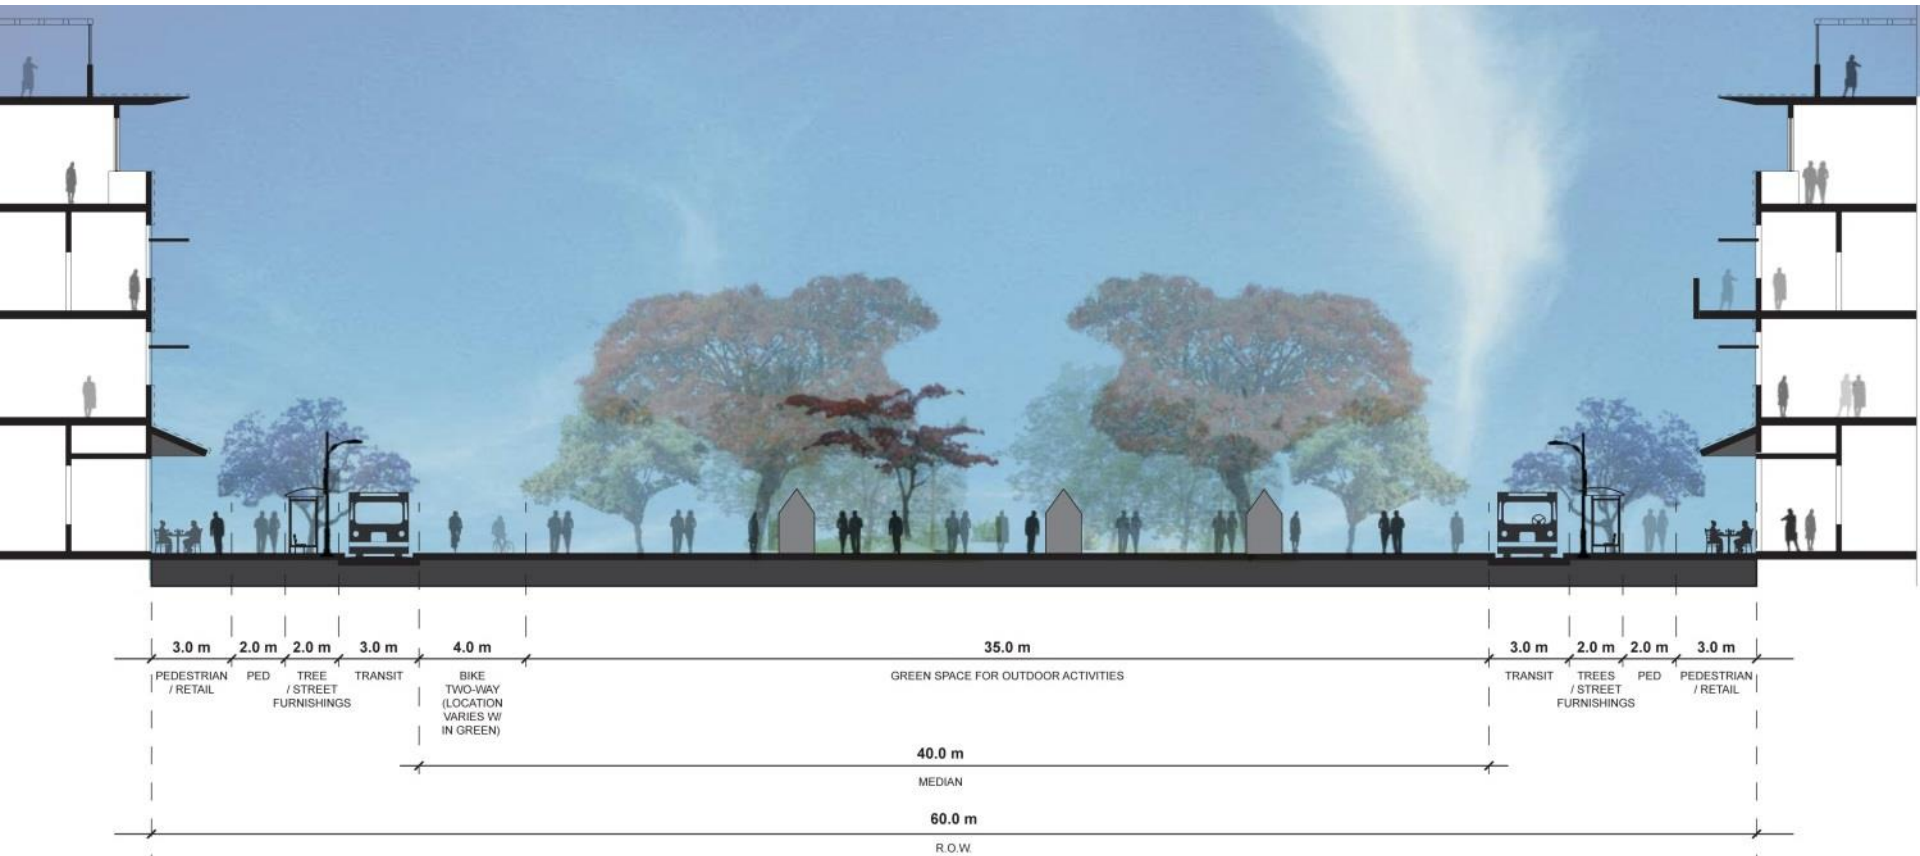 3.0 m 2.0 m 2.0 m 3.0 m 4.0 m 35.0 m 3.0 m 2.0 m 2.0 m 3.0 m
PEDESTRIAN
/ RETAIL
PED
TREE
/ STREET
FURNISHINGS
TRANSIT
BIKE
TWO-WAY
(LOCATION
VARIES W/
IN GREEN)
GREEN SPACE FOR OUTDOOR ACTIVITIES
TRANSIT
TREES
/ STREET
FURNISHINGS
PED
PEDESTRIAN
/ RETAIL
40.0 m
MEDIAN
60.0 m
R.O.W.